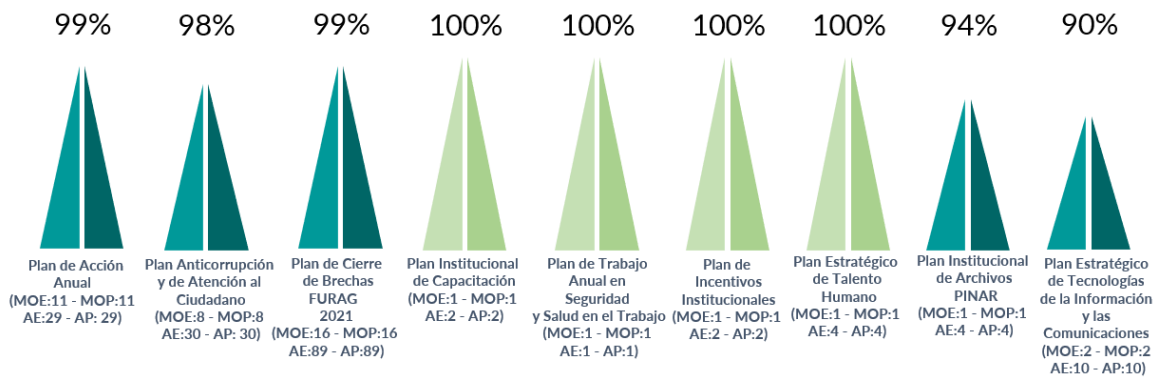 99%
98%
99%
100%
100%
100%
100%
94%
90%
Plan de Acción
Anual
(MOE:11 - MOP:11
AE:29 - AP: 29)
Plan Anticorrupción
y de Atención al
Ciudadano
(MOE:8 - MOP:8
AE:30 - AP: 30)
Plan de Cierre
de Brechas
FURAG
2021
(MOE:16 - MOP:16
AE:89 - AP:89)
Plan Institucional
de Capacitación
(MOE:1 - MOP:1
AE:2 - AP:2)
Plan de Trabajo
Anual en
Seguridad
y Salud en el Trabajo
(MOE:1 - MOP:1
AE:1 - AP:1)
Plan de
Incentivos
Institucionales
(MOE:1 - MOP:1
AE:2 - AP:2)
Plan Estratégico
de Talento
Humano
(MOE:1 - MOP:1
AE:4 - AP:4)
Plan Institucional
de Archivos
PINAR
(MOE:1 - MOP:1
AE:4 - AP:4)
Plan Estratégico
de Tecnologías
de la Información
y las
Comunicaciones
(MOE:2 - MOP:2
AE:10 - AP:10)